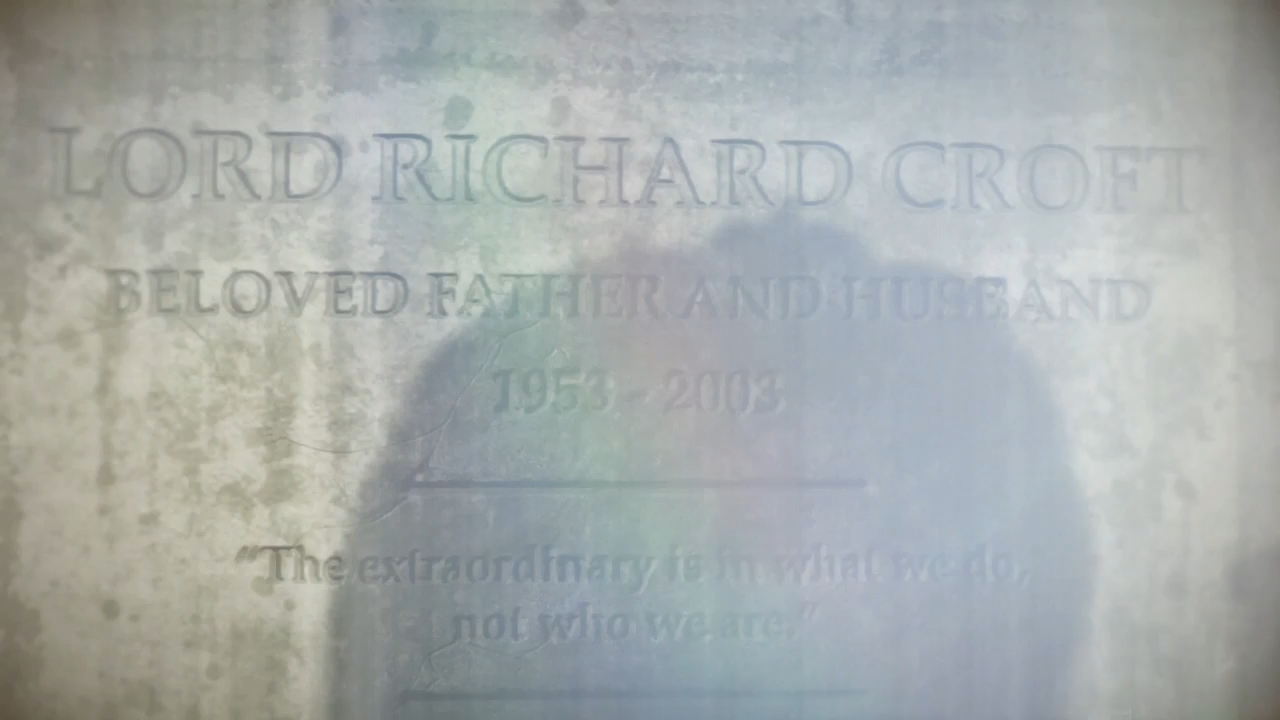 LORD RICHARD CROFT
BELOVED FATHER AND HUSBAND
1953 - 2003
“The extraordinary is in what we do,
not who we are.”